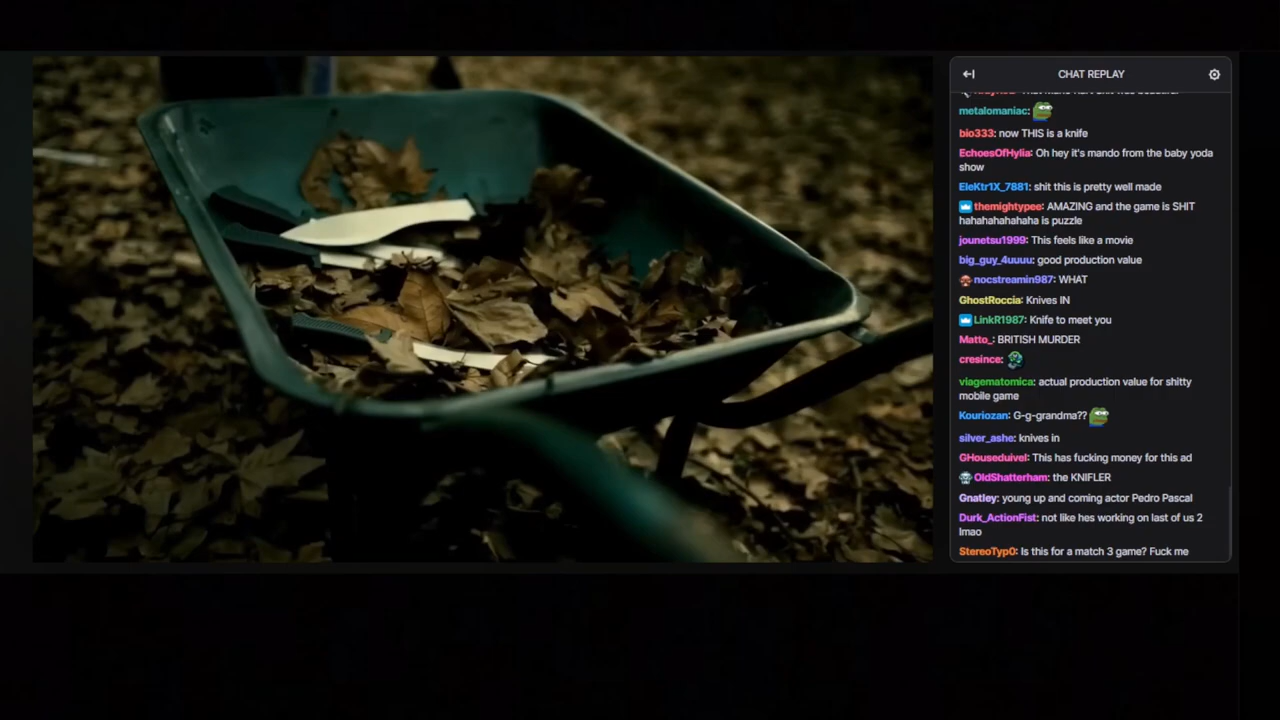 CHAT REPLAY
metalomaniac:
bio333: now THIS is a knife
EchoesOfHylia: Oh hey it's mando from the baby yoda
show
EleKtr1X_7881: shit this is pretty well made
themightypee: AMAZING and the game is SHIT
hahahahahahaha is puzzle
jounetsu1999: This feels like a movie
big_guy_4uuuu: good production value
nocstreamin987: WHAT
GhostRoccia: Knives IN
LinkR1987: Knife to meet you
Matto_: BRITISH MURDER
cresince:
viagematomica: actual production value for shitty
mobile game
Kouriozan: G-g-grandma??
silver_ashe: knives in
GHouseduivel: This has fucking money for this ad
OldShatterham: the KNIFLER
Gnatley: young up and coming actor Pedro Pascal
Durk_ActionFist: not like hes working on last of us 2
lmao
StereoTyp0: Is this for a match 3 game? Fuck me